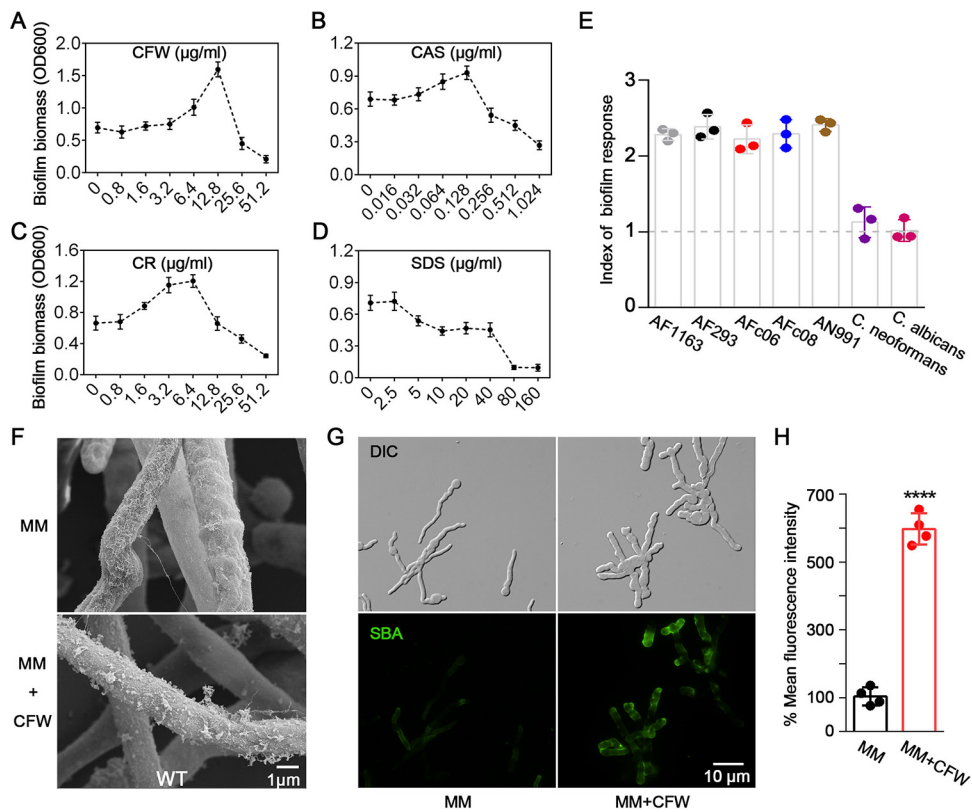 A
CFW (µg/ml)
Biofilm biomass (OD600)
2.0
1.5
1.0
0.5
0.0
0
0.8
1.6
3.2
6.4
12.8
25.6
51.2
B
CAS (µg/ml)
1.2
0.9
0.6
0.3
0.0
0
0.016
0.032
0.064
0.128
0.256
0.512
1.024
C
CR (µg/ml)
Biofilm biomass (OD600)
1.6
1.2
0.8
0.4
0.0
0
0.8
1.6
3.2
6.4
12.8
25.6
51.2
D
SDS (µg/ml)
1.2
0.9
0.6
0.3
0.0
0
2.5
5
10
20
40
80
160
E
Index of biofilm response
3
2
1
0
AF1163
AF293
AFc06
AFc08
AN991
C. neoformans
C. albicans
F
MM
MM
+
CFW
WT
1µm
G
DIC
SBA
10 µm
MM
MM+CFW
H
% Mean fluorescence intensity
700
500
300
100
0
****
MM
MM+CFW